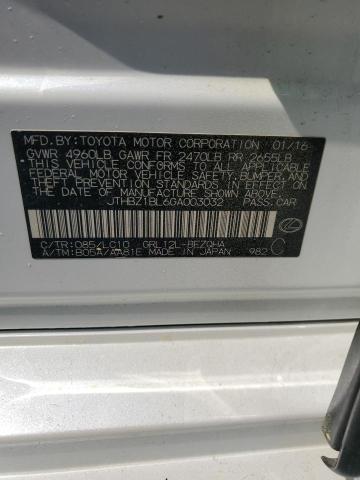 MFD.BY:TOYOTA MOTOR CORPORATION 01/16
GVWR 4960LB GAWR FR 2470LB RR 2655LB
THIS VEHICLE CONFORMS TO ALL APPLICABLE
FEDERAL MOTOR VEHICLE SAFETY,BUMPER,AND
THEFT PREVENTION STANDARDS IN EFFECT ON THE
DATE OF MANUFACTURE SHOWN ABOVE.
JTHBZ1BL6GA003032 PASS.CAR
C/TR:085/LC10 GRL12L-BEZQHA
A/TM:B05A/AA81E MADE IN JAPAN 982